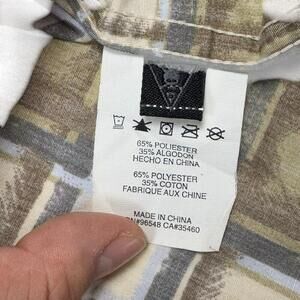 65% POLIESTER
35% ALGODON
HECHO EN CHINA
65% POLYESTER
35% COTON
FABRIQUE AUX CHINE
MADE IN CHINA
CA#35460